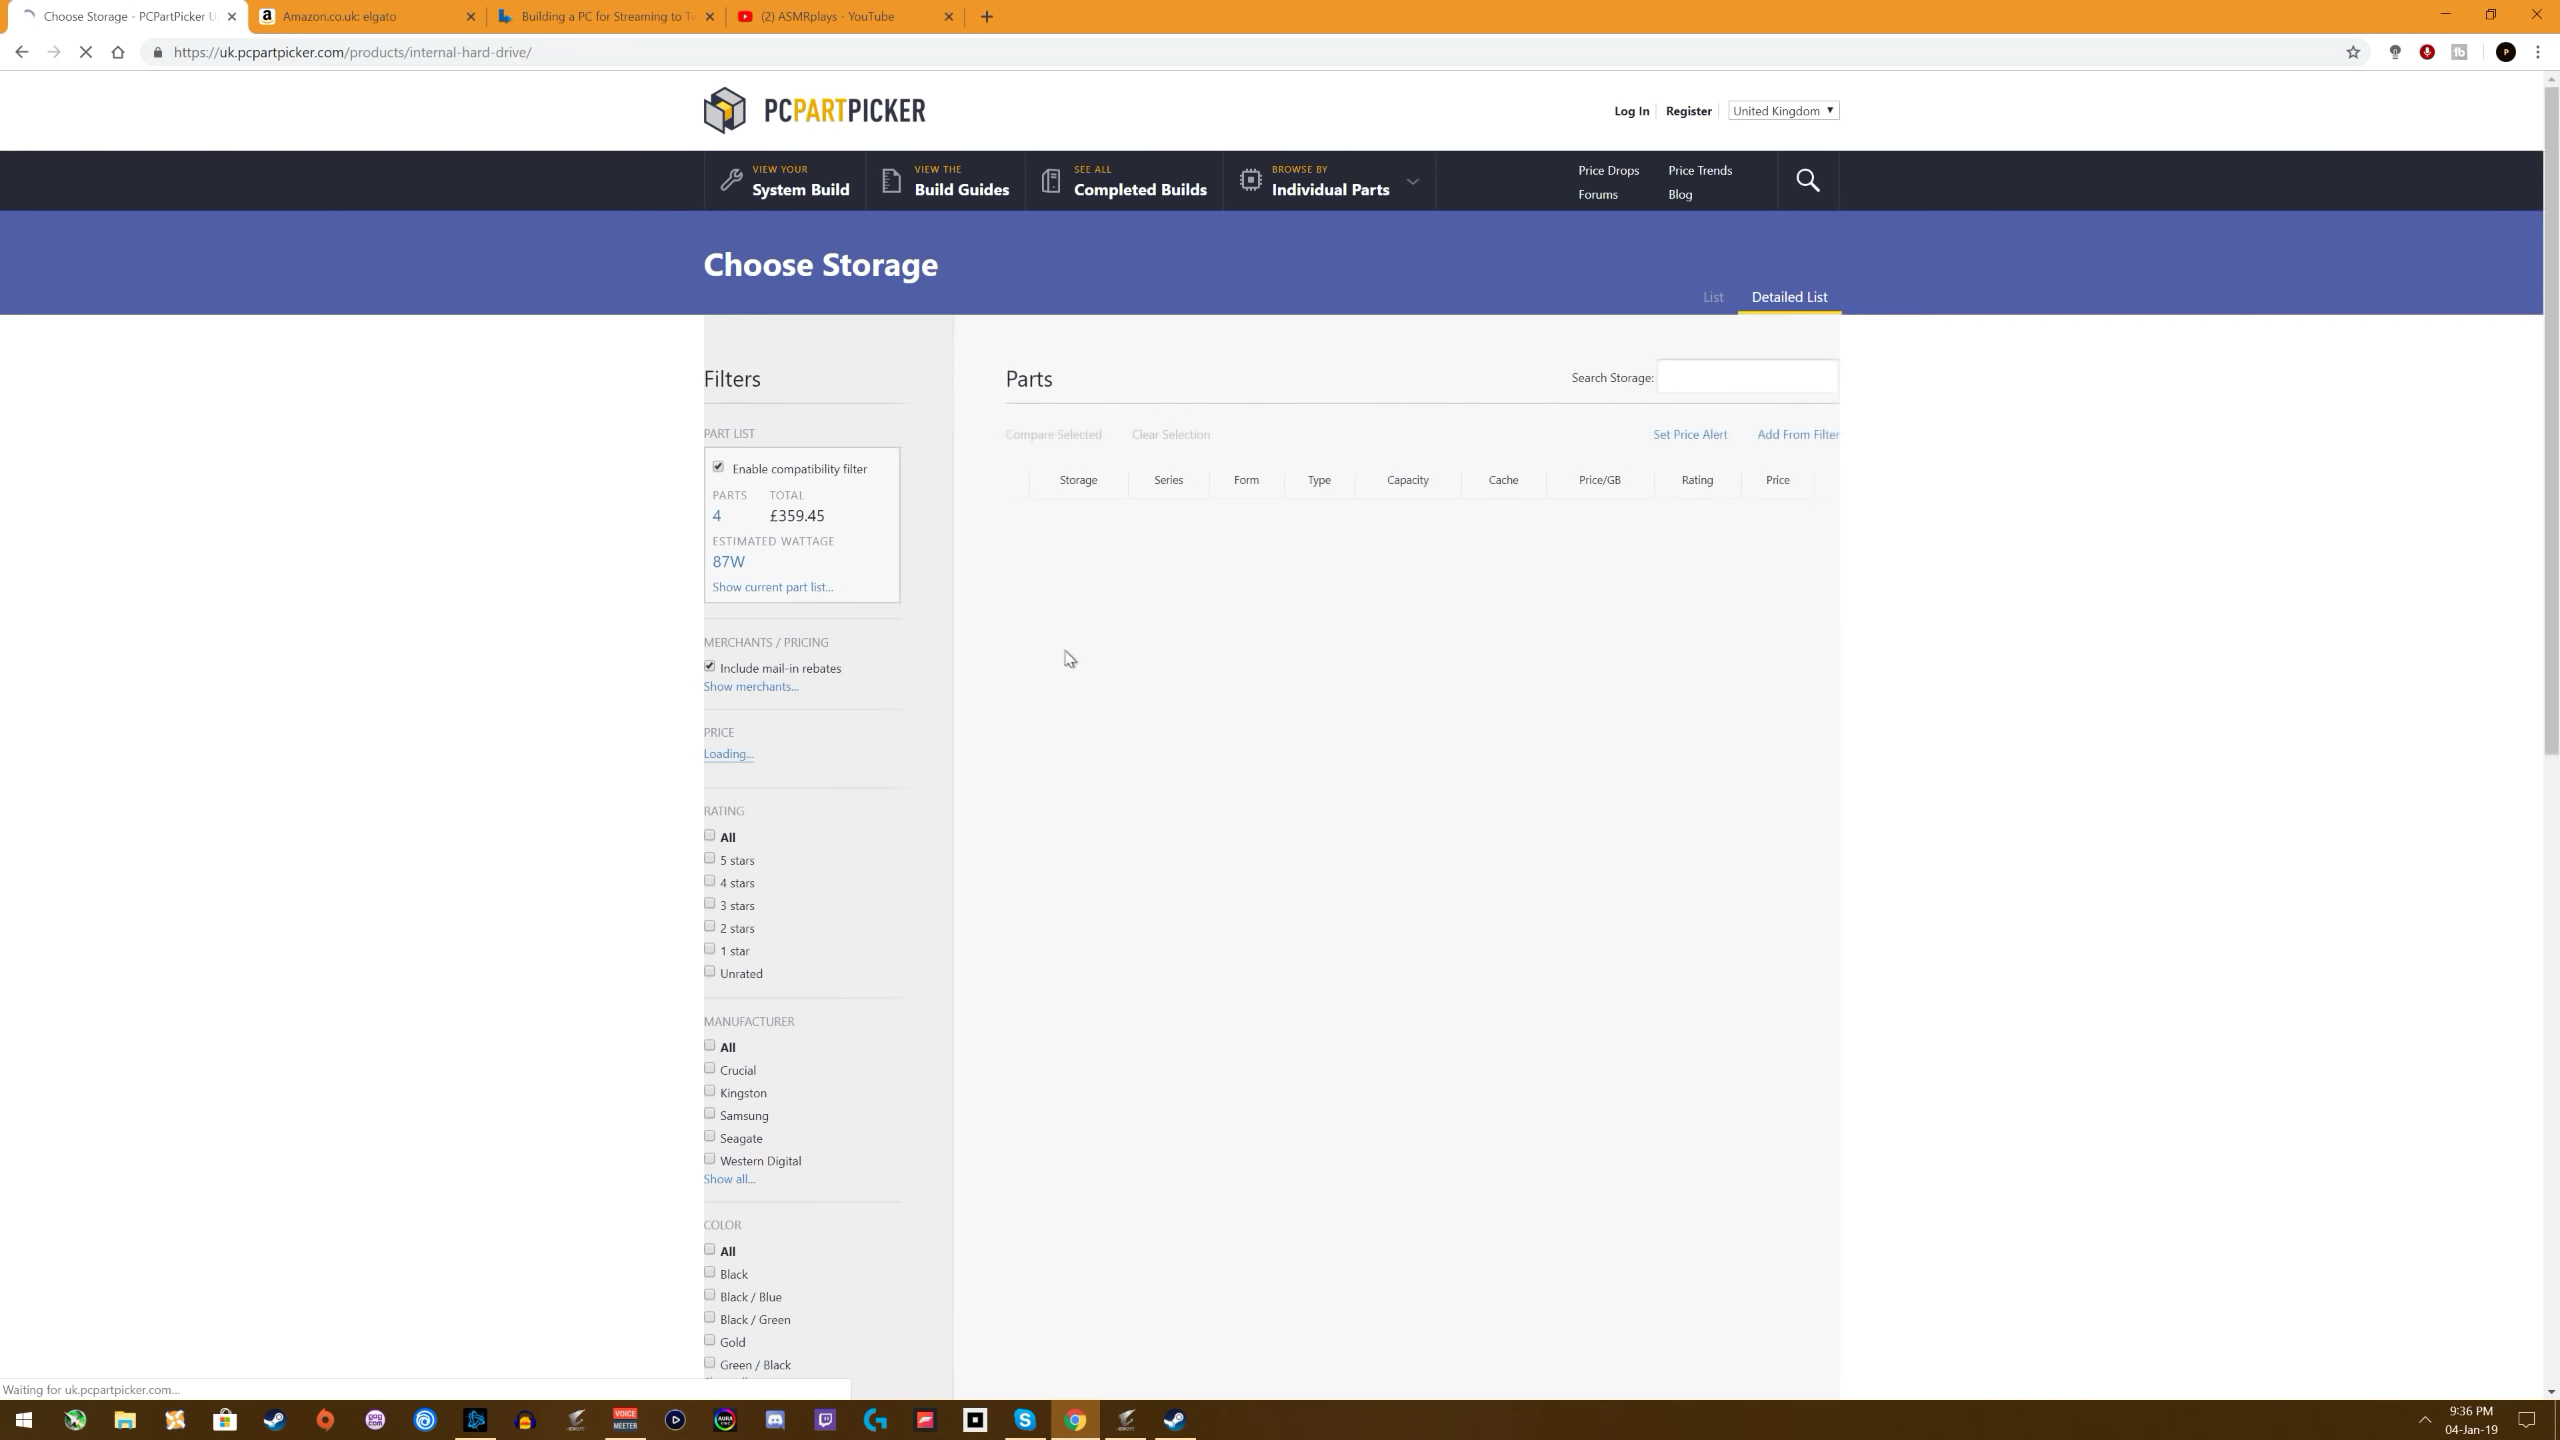 Choose Storage - PCPartPicker U
Amazon.co.uk: elgato
Building a PC for Streaming to Tw
(2) ASMRplays - YouTube
https://uk.pcpartpicker.com/products/internal-hard-drive/
PCPARTPICKER
Log In
Register
United Kingdom
VIEW YOUR
System Build
VIEW THE
Build Guides
SEE ALL
Completed Builds
BROWSE BY
Individual Parts
Price Drops
Price Trends
Forums
Blog
Choose Storage
List
Detailed List
Filters
Parts
Search Storage:
PART LIST
Compare Selected
Clear Selection
Set Price Alert
Add From Filter
Enable compatibility filter
PARTS
TOTAL
4
£359.45
ESTIMATED WATTAGE
87W
Show current part list...
Storage
Series
Form
Type
Capacity
Cache
Price/GB
Rating
Price
MERCHANTS / PRICING
Include mail-in rebates
Show merchants...
PRICE
Loading...
RATING
All
5 stars
4 stars
3 stars
2 stars
1 star
Unrated
MANUFACTURER
All
Crucial
Kingston
Samsung
Seagate
Western Digital
Show all...
COLOR
All
Black
Black / Blue
Black / Green
Gold
Green / Black
Waiting for uk.pcpartpicker.com...
VOICE
MEETER
AURA
9:36 PM
04-Jan-19